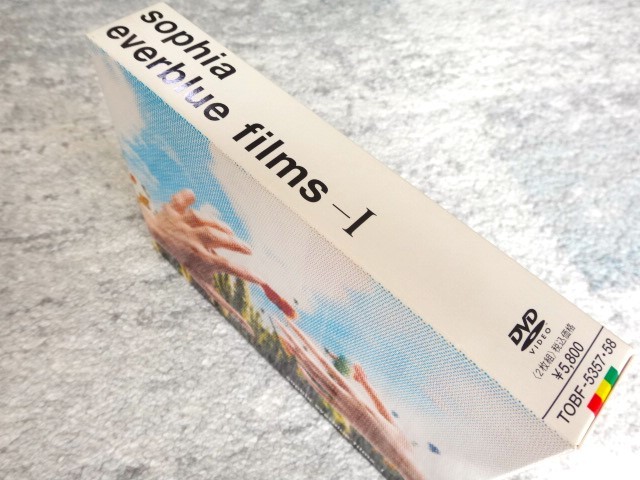 sophia
everblue films –I
DVD
VIDEO
(2枚組)税込価格
¥5,800
TOBF-5357·58